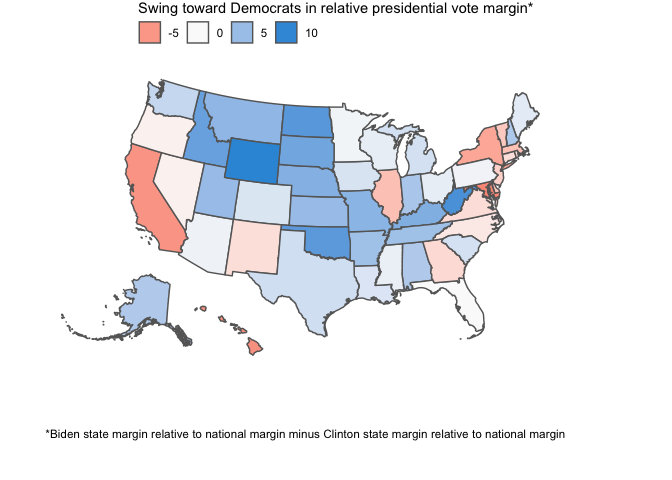 Swing toward Democrats in relative presidential vote margin*
-5 0 5 10
*Biden state margin relative to national margin minus Clinton state margin relative to national margin